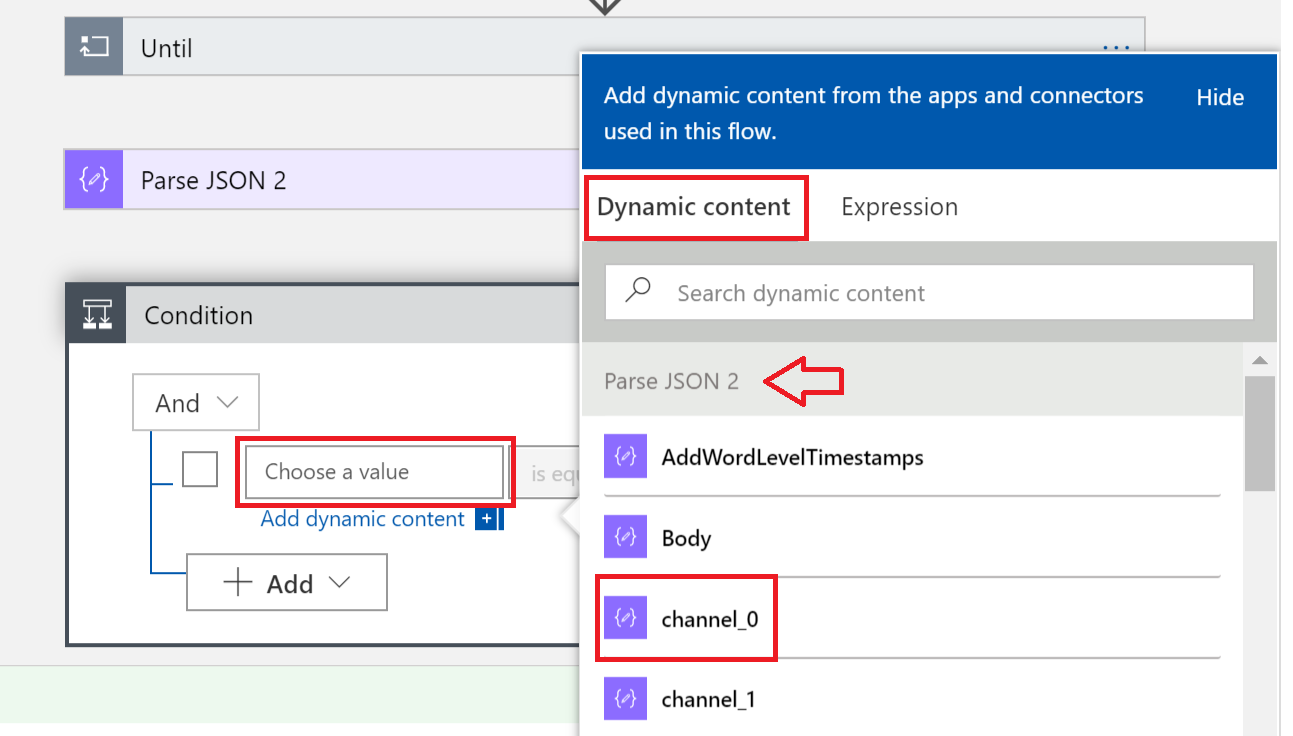 Until
...
Parse JSON 2
Condition
And
Choose a value
is equ
Add dynamic content
Add
Add dynamic content from the apps and connectors
used in this flow.
Hide
Dynamic content
Expression
Search dynamic content
Parse JSON 2
AddWordLevelTimestamps
Body
channel_0
channel_1